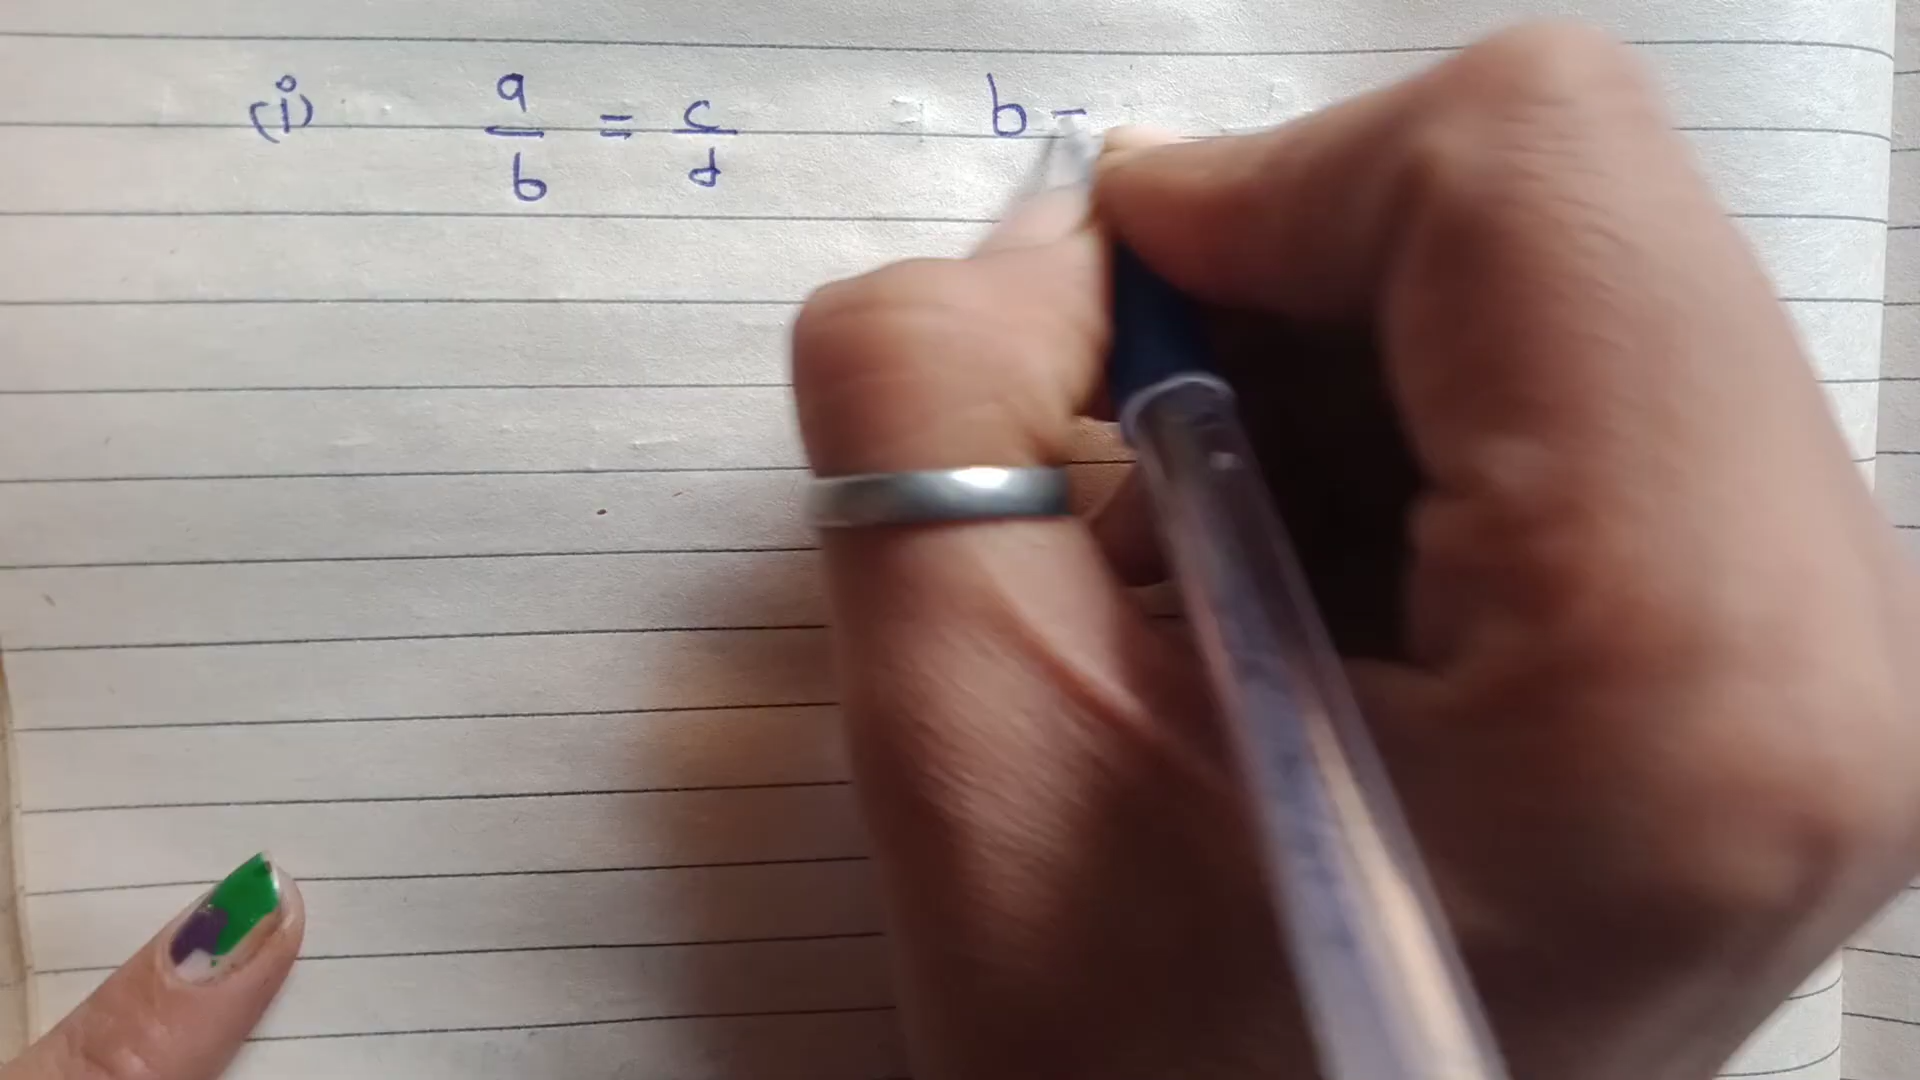 (i) a/b = c/d b =